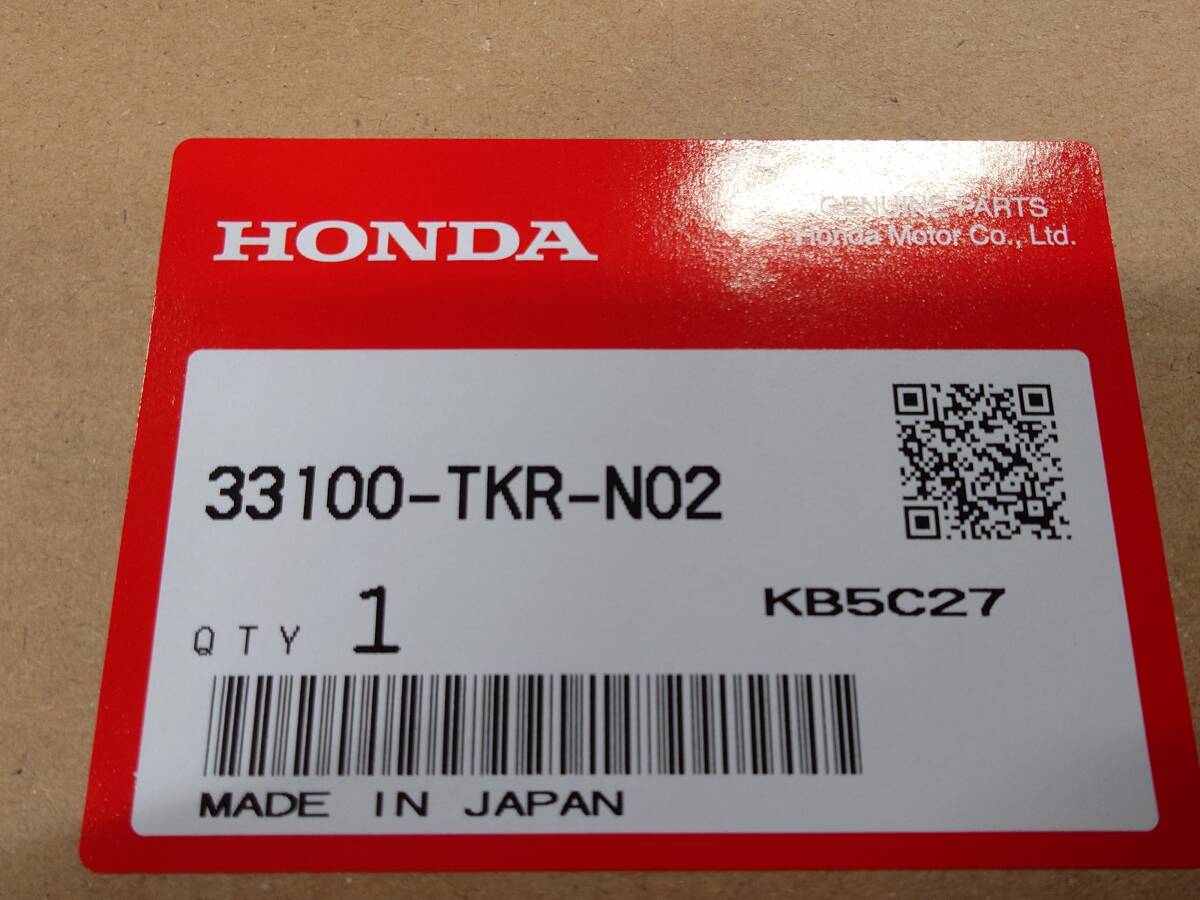 HONDA
GENUINE PARTS
Honda Motor Co., Ltd.
33100-TKR-N02
QTY 1
KB5C27
MADE IN JAPAN